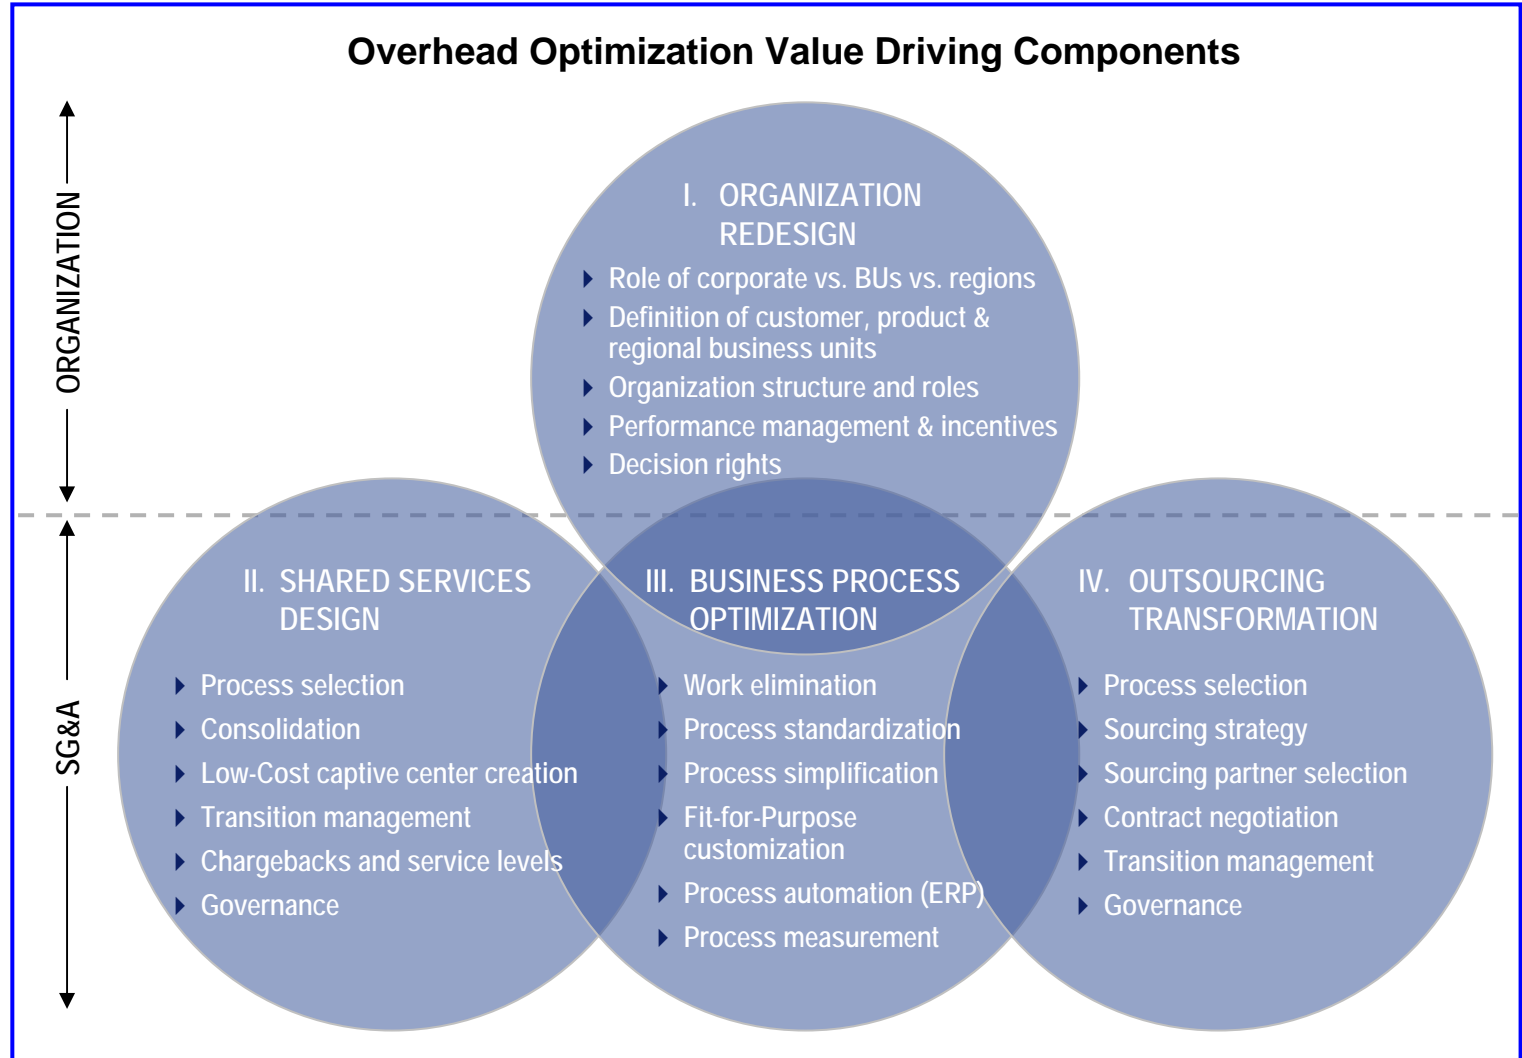 Overhead Optimization Value Driving Components
ORGANIZATION
I. ORGANIZATION
REDESIGN
Role of corporate vs. BUs vs. regions
Definition of customer, product &
regional business units
Organization structure and roles
Performance management & incentives
Decision rights
SG&A
II. SHARED SERVICES
DESIGN
Process selection
Consolidation
Low-Cost captive center creation
Transition management
Chargebacks and service levels
Governance
III. BUSINESS PROCESS
OPTIMIZATION
Work elimination
Process standardization
Process simplification
Fit-for-Purpose
customization
Process automation (ERP)
Process measurement
IV. OUTSOURCING
TRANSFORMATION
Process selection
Sourcing strategy
Sourcing partner selection
Contract negotiation
Transition management
Governance